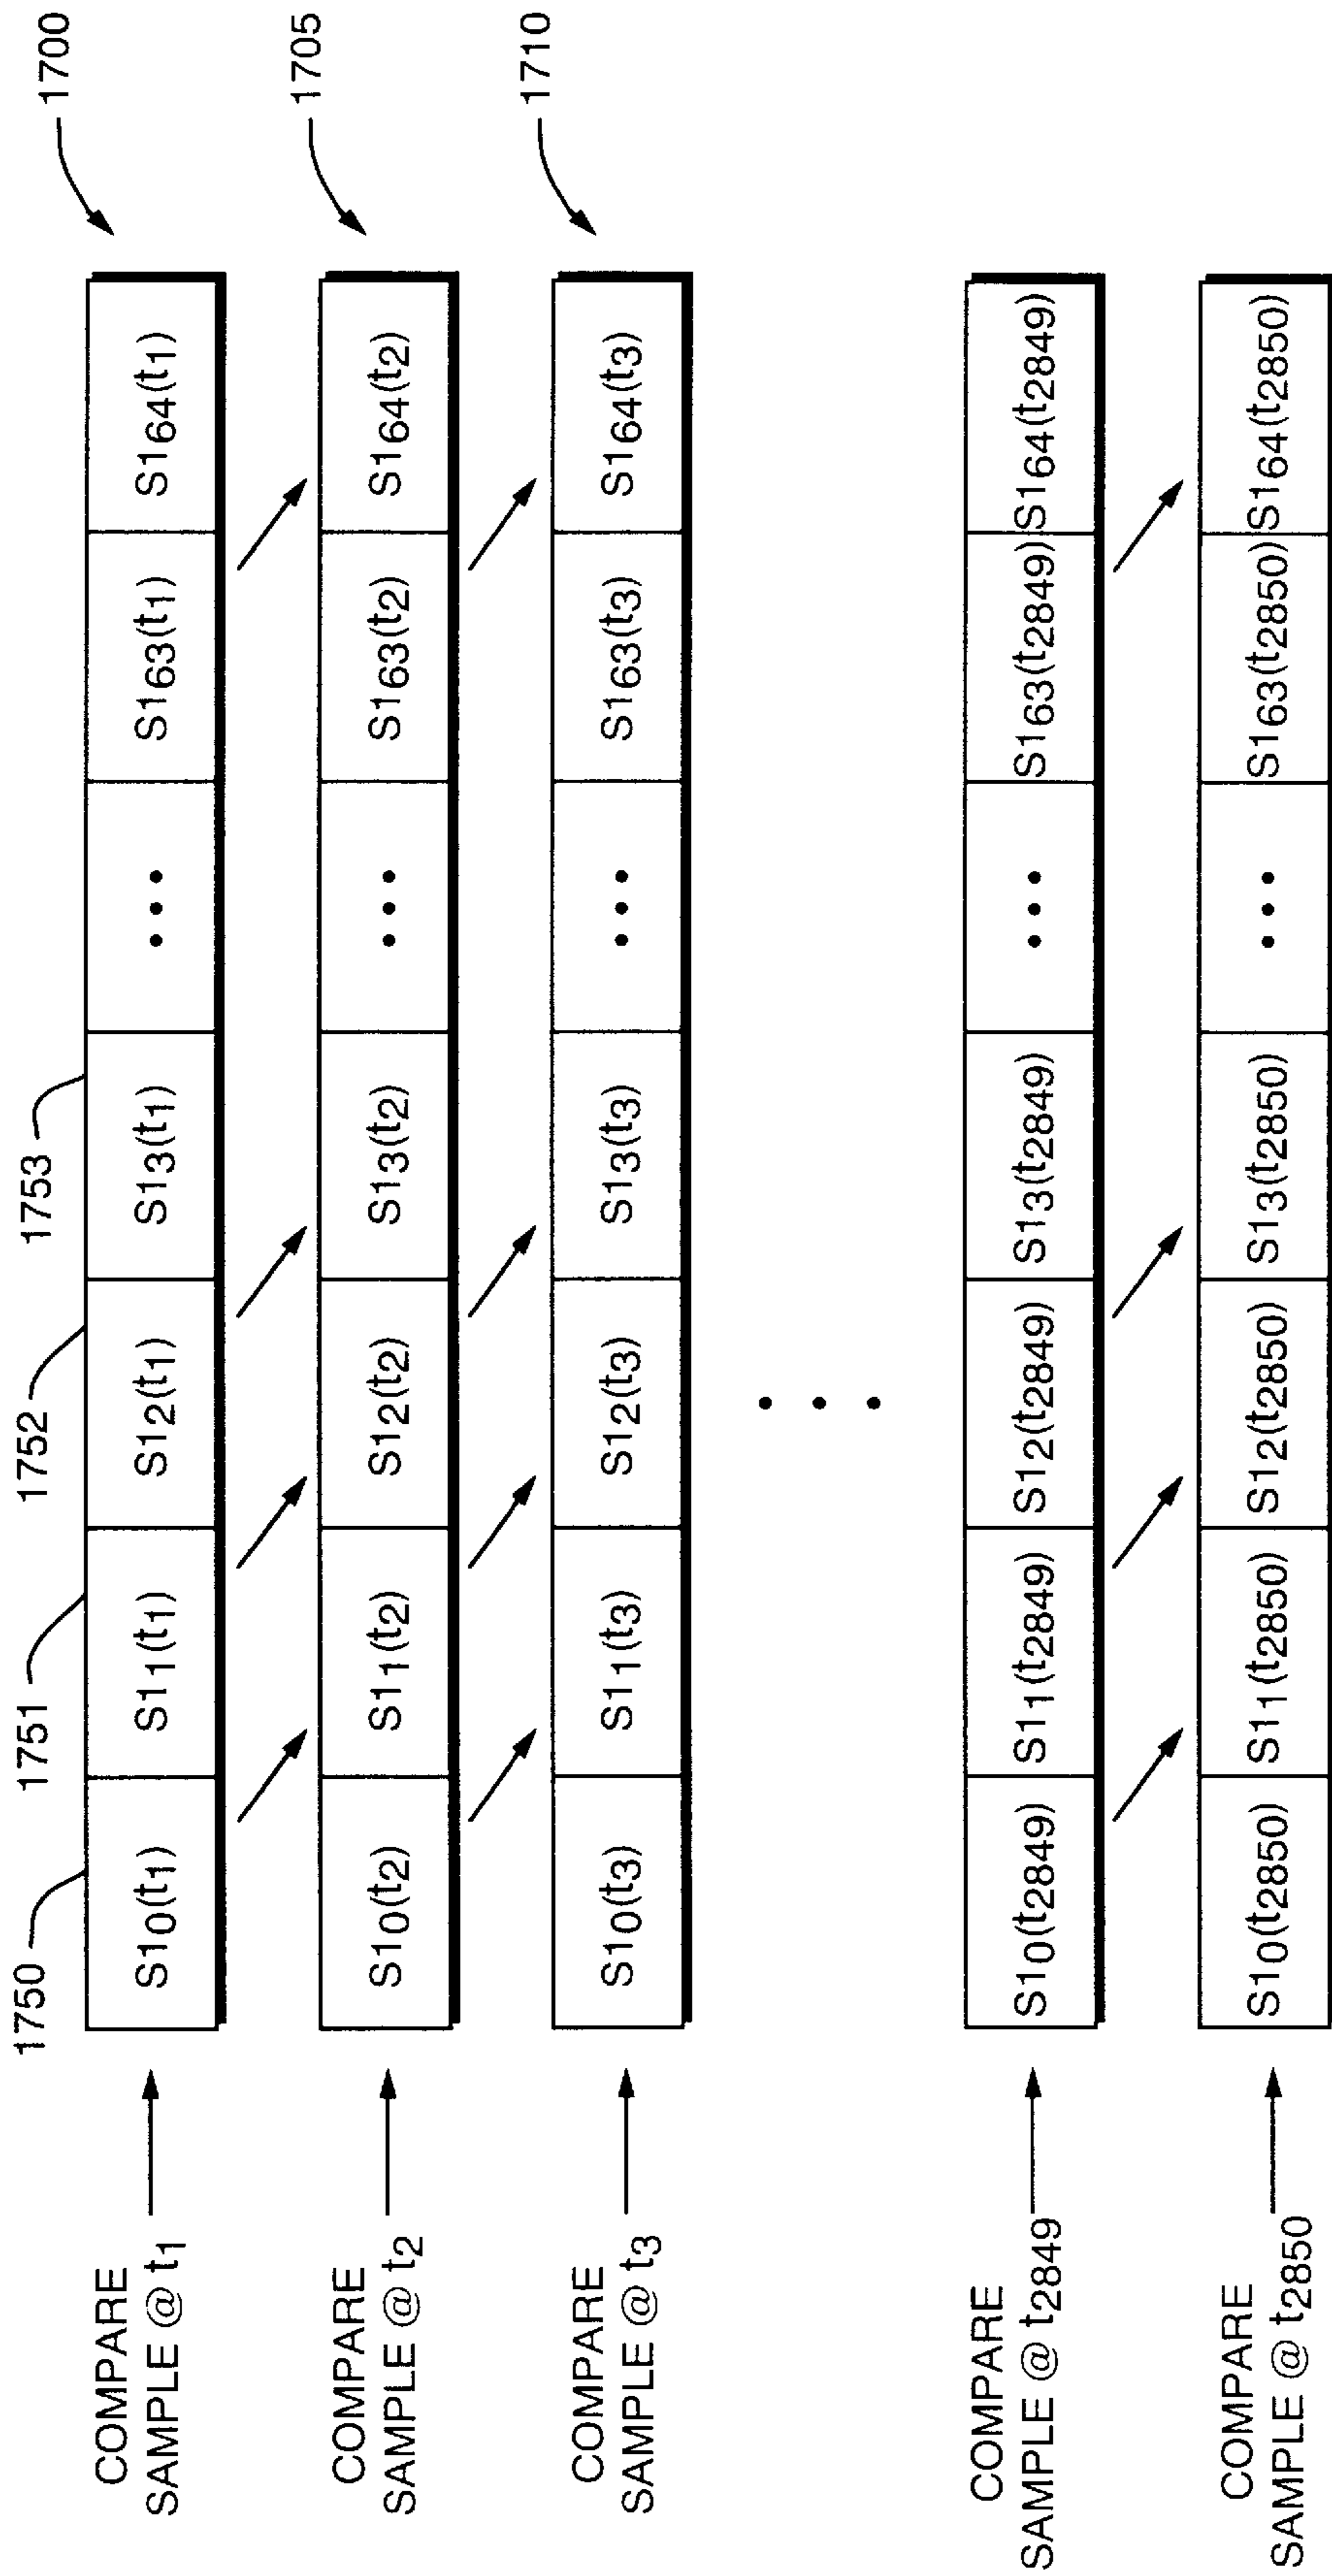 1750 1751 1752 1753
1700
COMPARE
SAMPLE @ t1
S10(t1) S11(t1) S12(t1) S13(t1) • • • S163(t1) S164(t1)
1705
COMPARE
SAMPLE @ t2
S10(t2) S11(t2) S12(t2) S13(t2) • • • S163(t2) S164(t2)
1710
COMPARE
SAMPLE @ t3
S10(t3) S11(t3) S12(t3) S13(t3) • • • S163(t3) S164(t3)
• • •
COMPARE
SAMPLE @ t2849
S10(t2849) S11(t2849) S12(t2849) S13(t2849) • • • S163(t2849) S164(t2849)
COMPARE
SAMPLE @ t2850
S10(t2850) S11(t2850) S12(t2850) S13(t2850) • • • S163(t2850) S164(t2850)